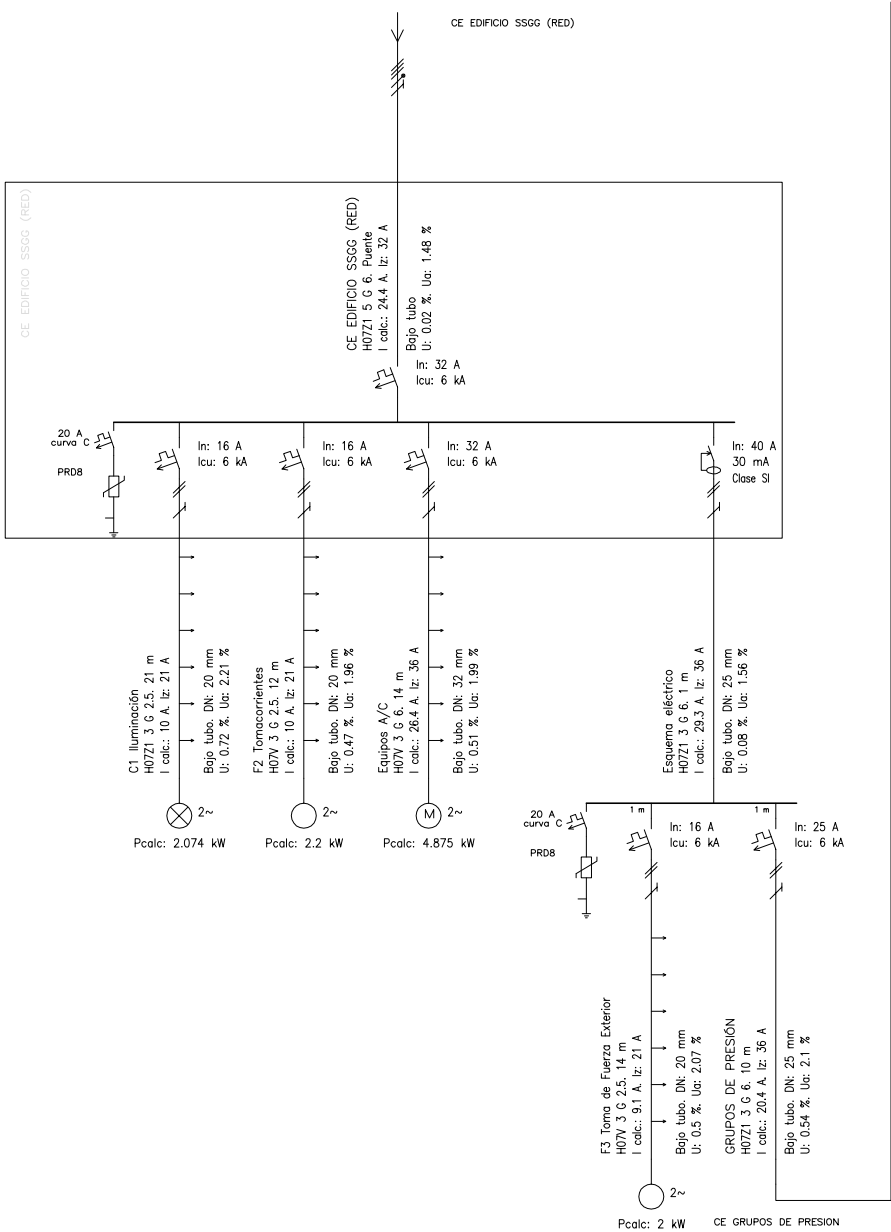 CE EDIFICIO SSGG (RED)
CE EDIFICIO SSGG (RED)
CE EDIFICIO SSGG (RED)
H07Z1 5 G 6. Puente
I calc.: 24.4 A. Iz: 32 A
Bajo tubo
U: 0.02 %. Ua: 1.48 %
In: 32 A
Icu: 6 kA
20 A
curva C
PRD8
In: 16 A
Icu: 6 kA
In: 16 A
Icu: 6 kA
In: 32 A
Icu: 6 kA
In: 40 A
30 mA
Clase SI
C1 Iluminación
H07Z1 3 G 2.5. 21 m
I calc.: 10 A. Iz: 21 A
Bajo tubo. DN: 20 mm
U: 0.72 %. Ua: 2.21 %
F2 Tomacorrientes
H07V 3 G 2.5. 12 m
I calc.: 10 A. Iz: 21 A
Bajo tubo. DN: 20 mm
U: 0.47 %. Ua: 1.96 %
Equipos A/C
H07V 3 G 6. 14 m
I calc.: 26.4 A. Iz: 36 A
Bajo tubo. DN: 32 mm
U: 0.51 %. Ua: 1.99 %
Esquema eléctrico
H07Z1 3 G 6. 1 m
I calc.: 29.3 A. Iz: 36 A
Bajo tubo. DN: 25 mm
U: 0.08 %. Ua: 1.56 %
2~
Pcalc: 2.074 kW
2~
Pcalc: 2.2 kW
M
2~
Pcalc: 4.875 kW
20 A
curva C
PRD8
1 m
In: 16 A
Icu: 6 kA
1 m
In: 25 A
Icu: 6 kA
F3 Toma de Fuerza Exterior
H07V 3 G 2.5. 14 m
I calc.: 9.1 A. Iz: 21 A
Bajo tubo. DN: 20 mm
U: 0.5 %. Ua: 2.07 %
GRUPOS DE PRESIÓN
H07Z1 3 G 6. 10 m
I calc.: 20.4 A. Iz: 36 A
Bajo tubo. DN: 25 mm
U: 0.54 %. Ua: 2.1 %
2~
Pcalc: 2 kW
CE GRUPOS DE PRESION